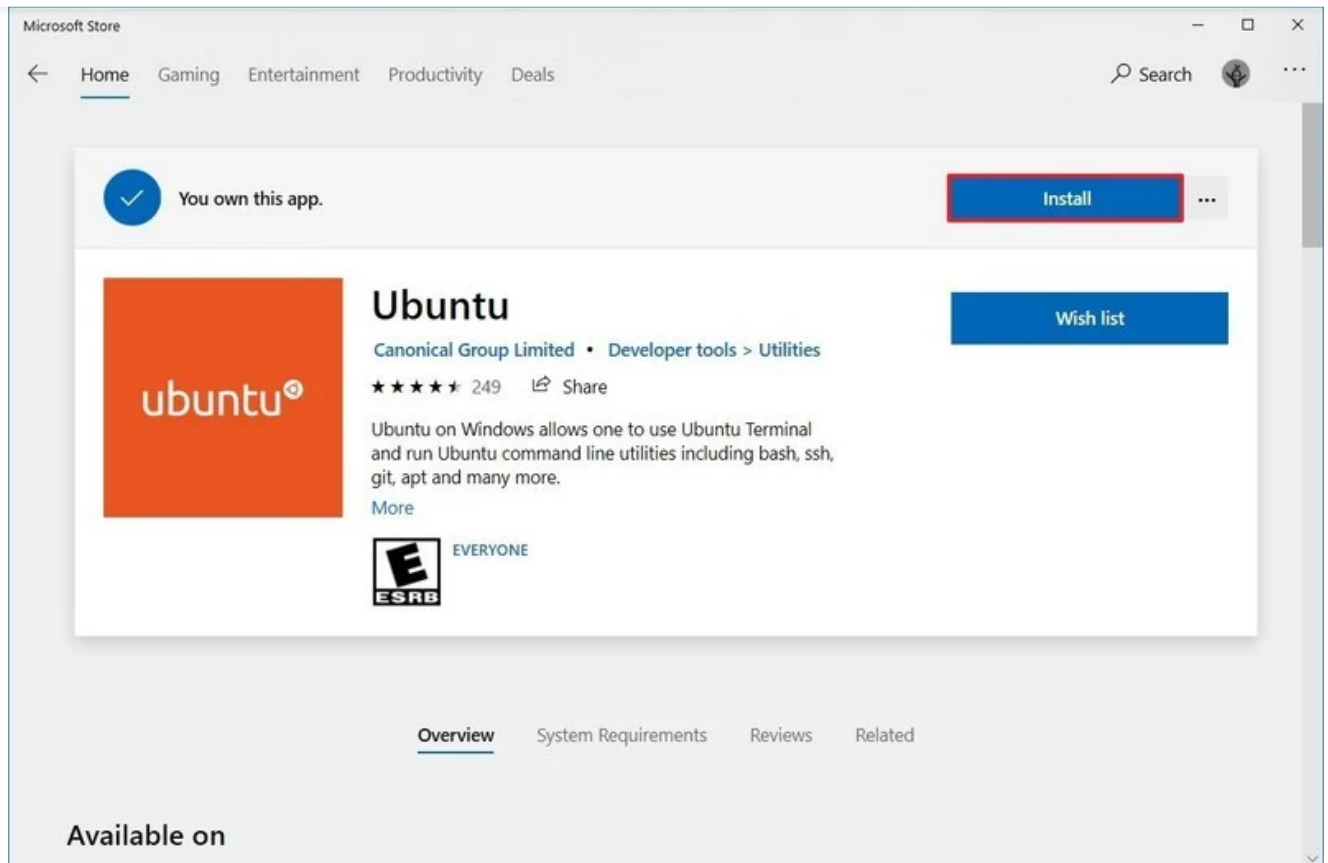 Microsoft Store
Home Gaming Entertainment Productivity Deals Search
You own this app.
Install
ubuntu
Ubuntu
Canonical Group Limited • Developer tools > Utilities
249 Share
Wish list
Ubuntu on Windows allows one to use Ubuntu Terminal
and run Ubuntu command line utilities including bash, ssh,
git, apt and many more.
More
E
ESRB
EVERYONE
Overview System Requirements Reviews Related
Available on